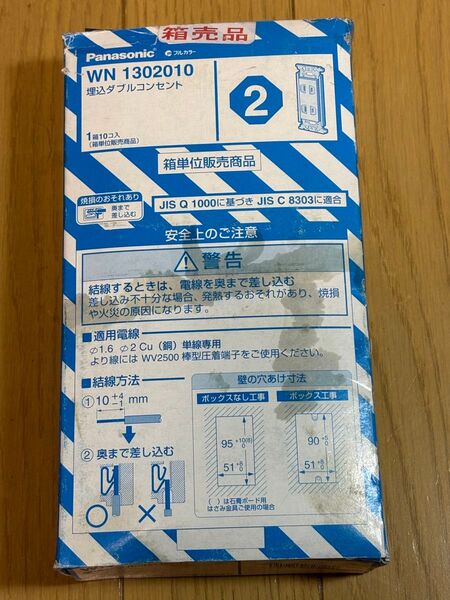 箱売品
Panasonic フルカラー
WN 1302010
埋込ダブルコンセント
2
1箱10コ入
(箱単位販売商品)
箱単位販売商品
焼損のおそれあり
奥まで
差し込む
JIS Q 1000に基づき JIS C 8303に適合
安全上のご注意
警告
結線するときは、電線を奥まで差し込む
差し込み不十分な場合、発熱するおそれがあり、焼損
や火災の原因になります。
■適用電線
φ1.6 φ2 Cu(銅)単線専用
より線には WV2500 棒型圧着端子をご使用ください。
■結線方法
① 10 +4 -1 mm
② 奥まで差し込む
○ ×
壁の穴あけ寸法
ボックスなし工事 ボックス工事
95 +10(8) 0
51 +8 0
90 +8 0
51 +8 0
( )は石膏ボード用
はさみ金具ご使用の場合